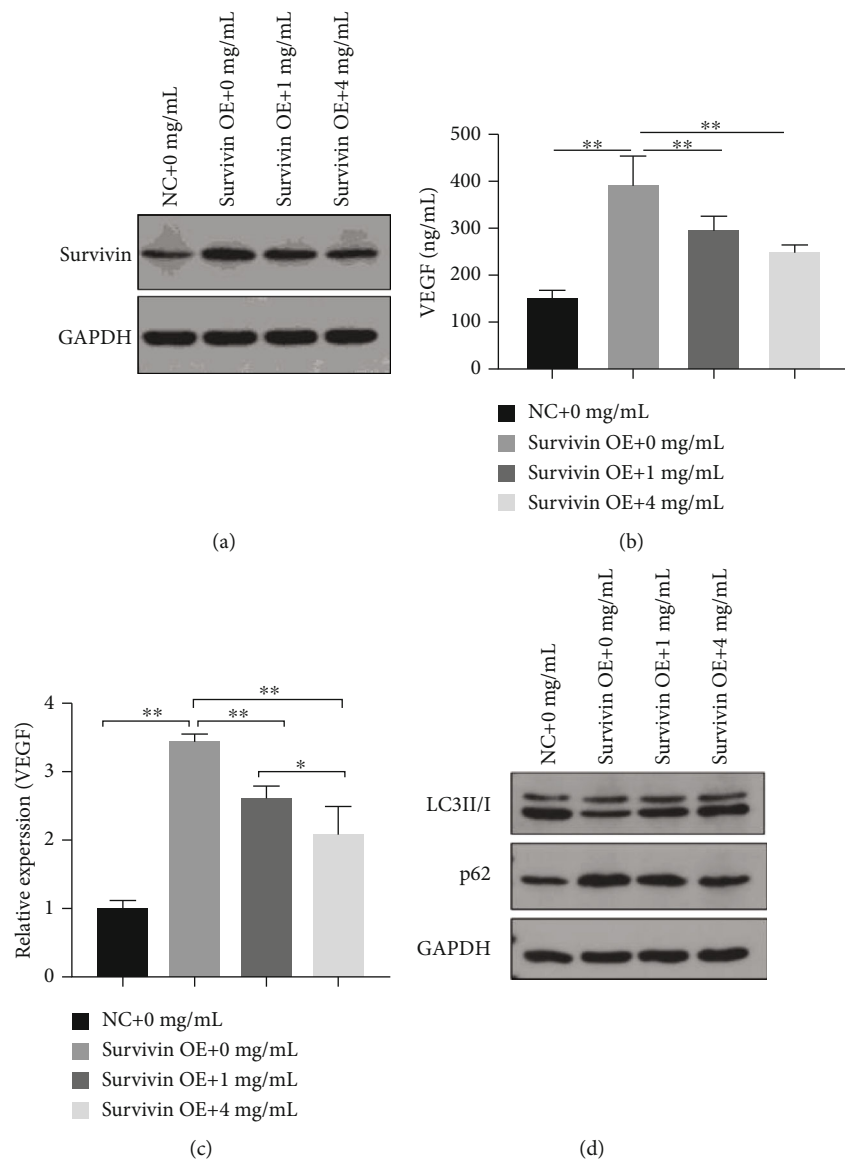 NC+0 mg/mL
Survivin OE+0 mg/mL
Survivin OE+1 mg/mL
Survivin OE+4 mg/mL
Survivin
GAPDH
(a)
VEGF (ng/mL)
500
400
300
200
100
0
**
**
**
NC+0 mg/mL
Survivin OE+0 mg/mL
Survivin OE+1 mg/mL
Survivin OE+4 mg/mL
(b)
Relative experssion (VEGF)
4
3
2
1
0
**
**
**
*
NC+0 mg/mL
Survivin OE+0 mg/mL
Survivin OE+1 mg/mL
Survivin OE+4 mg/mL
(c)
NC+0 mg/mL
Survivin OE+0 mg/mL
Survivin OE+1 mg/mL
Survivin OE+4 mg/mL
LC3II/I
p62
GAPDH
(d)